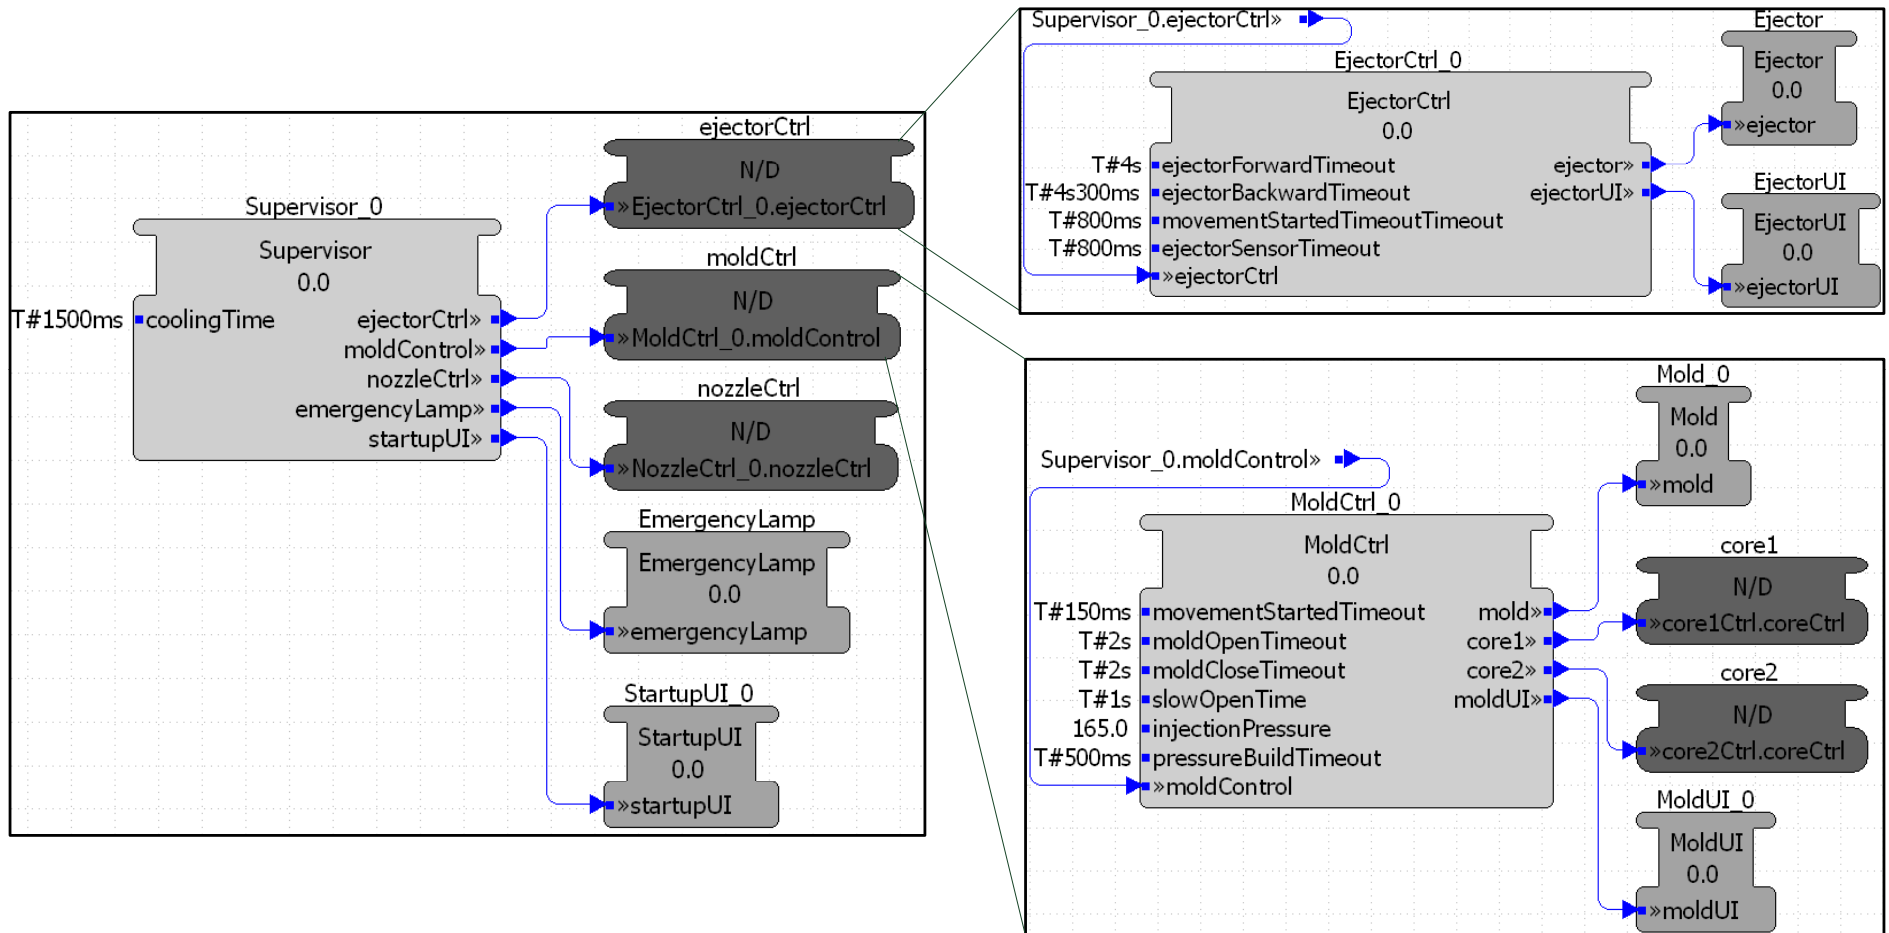 Supervisor_0
Supervisor
0.0
T#1500ms
coolingTime
ejectorCtrl»
moldControl»
nozzleCtrl»
emergencyLamp»
startupUI»
ejectorCtrl
N/D
»EjectorCtrl_0.ejectorCtrl
moldCtrl
N/D
»MoldCtrl_0.moldControl
nozzleCtrl
N/D
»NozzleCtrl_0.nozzleCtrl
EmergencyLamp
EmergencyLamp
0.0
»emergencyLamp
StartupUI_0
StartupUI
0.0
»startupUI
Supervisor_0.ejectorCtrl»
EjectorCtrl_0
EjectorCtrl
0.0
T#4s ejectorForwardTimeout
T#4s300ms ejectorBackwardTimeout
T#800ms movementStartedTimeoutTimeout
T#800ms ejectorSensorTimeout
»ejectorCtrl
ejector»
ejectorUI»
Ejector
Ejector
0.0
»ejector
EjectorUI
EjectorUI
0.0
»ejectorUI
Supervisor_0.moldControl»
MoldCtrl_0
MoldCtrl
0.0
T#150ms movementStartedTimeout
T#2s moldOpenTimeout
T#2s moldCloseTimeout
T#1s slowOpenTime
165.0 injectionPressure
T#500ms pressureBuildTimeout
»moldControl
mold»
core1»
core2»
moldUI»
Mold_0
Mold
0.0
»mold
core1
N/D
»core1Ctrl.coreCtrl
core2
N/D
»core2Ctrl.coreCtrl
MoldUI_0
MoldUI
0.0
»moldUI